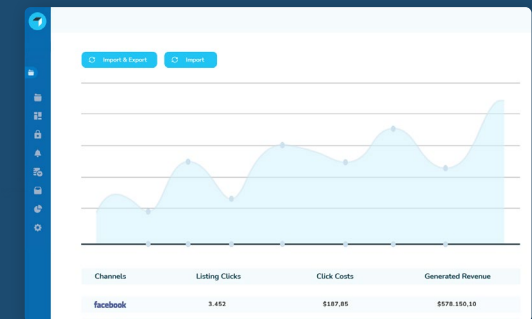 Import & Export Import
Channels Listing Clicks Click Costs Generated Revenue
facebook 3.452 $187,85 $578.150,10